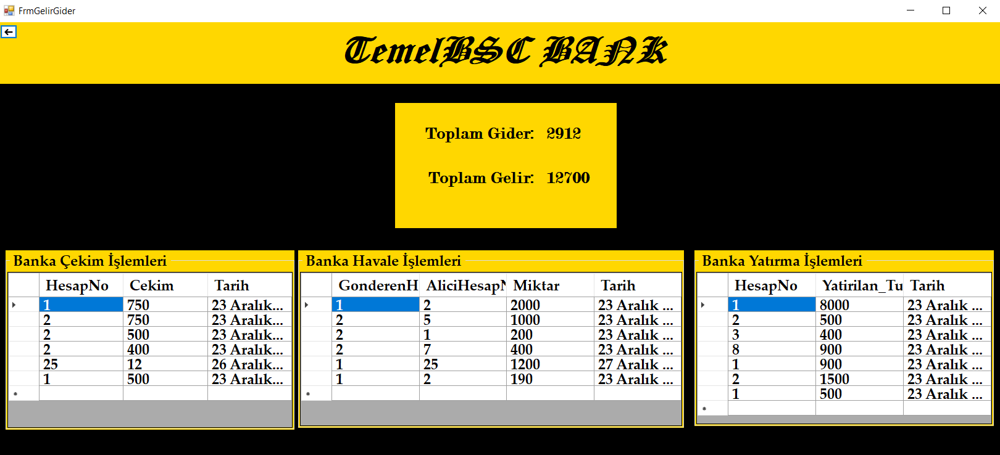 FrmGelirGider
TemelBSC BANK
Toplam Gider: 2912
Toplam Gelir: 12700
Banka Çekim İşlemleri
HesapNo Cekim Tarih
1 750 23 Aralık...
2 750 23 Aralık...
2 500 23 Aralık...
2 400 23 Aralık...
25 12 26 Aralık...
1 500 23 Aralık...
Banka Havale İşlemleri
GonderenH AliciHesapN Miktar Tarih
1 2 2000 23 Aralık ...
2 5 1000 23 Aralık ...
2 1 200 23 Aralık ...
2 7 400 23 Aralık ...
1 25 1200 27 Aralık ...
1 2 190 23 Aralık ...
Banka Yatırma İşlemleri
HesapNo Yatirilan_Tu Tarih
1 8000 23 Aralık ...
2 500 23 Aralık ...
3 400 23 Aralık ...
8 900 23 Aralık ...
1 900 23 Aralık ...
2 1500 23 Aralık ...
1 500 23 Aralık ...